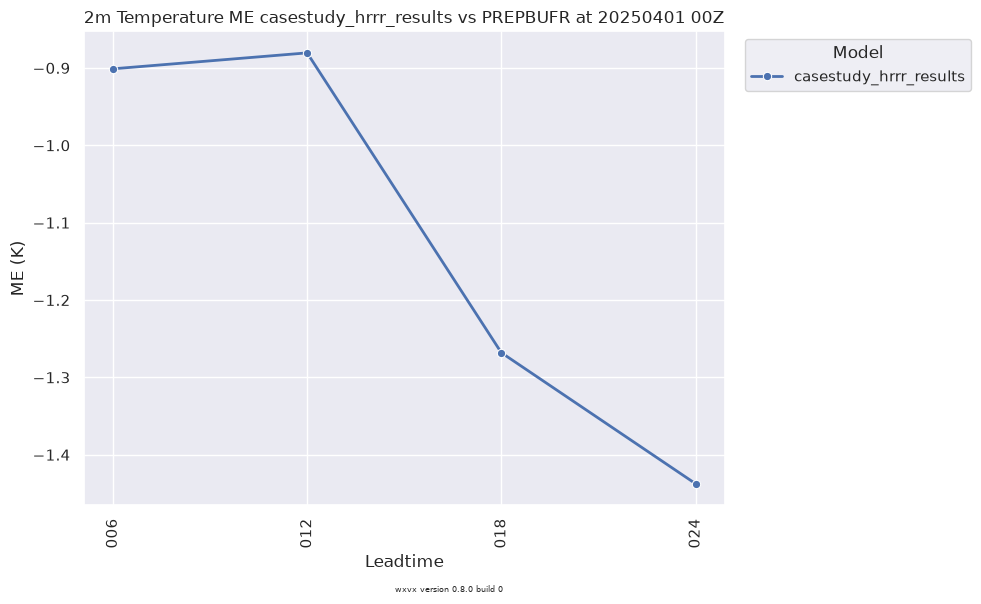 2m Temperature ME casestudy_hrrr_results vs PREPBUFR at 20250401 00Z
Model
casestudy_hrrr_results
−0.9
−1.0
−1.1
−1.2
−1.3
−1.4
ME (K)
006
012
018
024
Leadtime
wxvx version 0.8.0 build 0